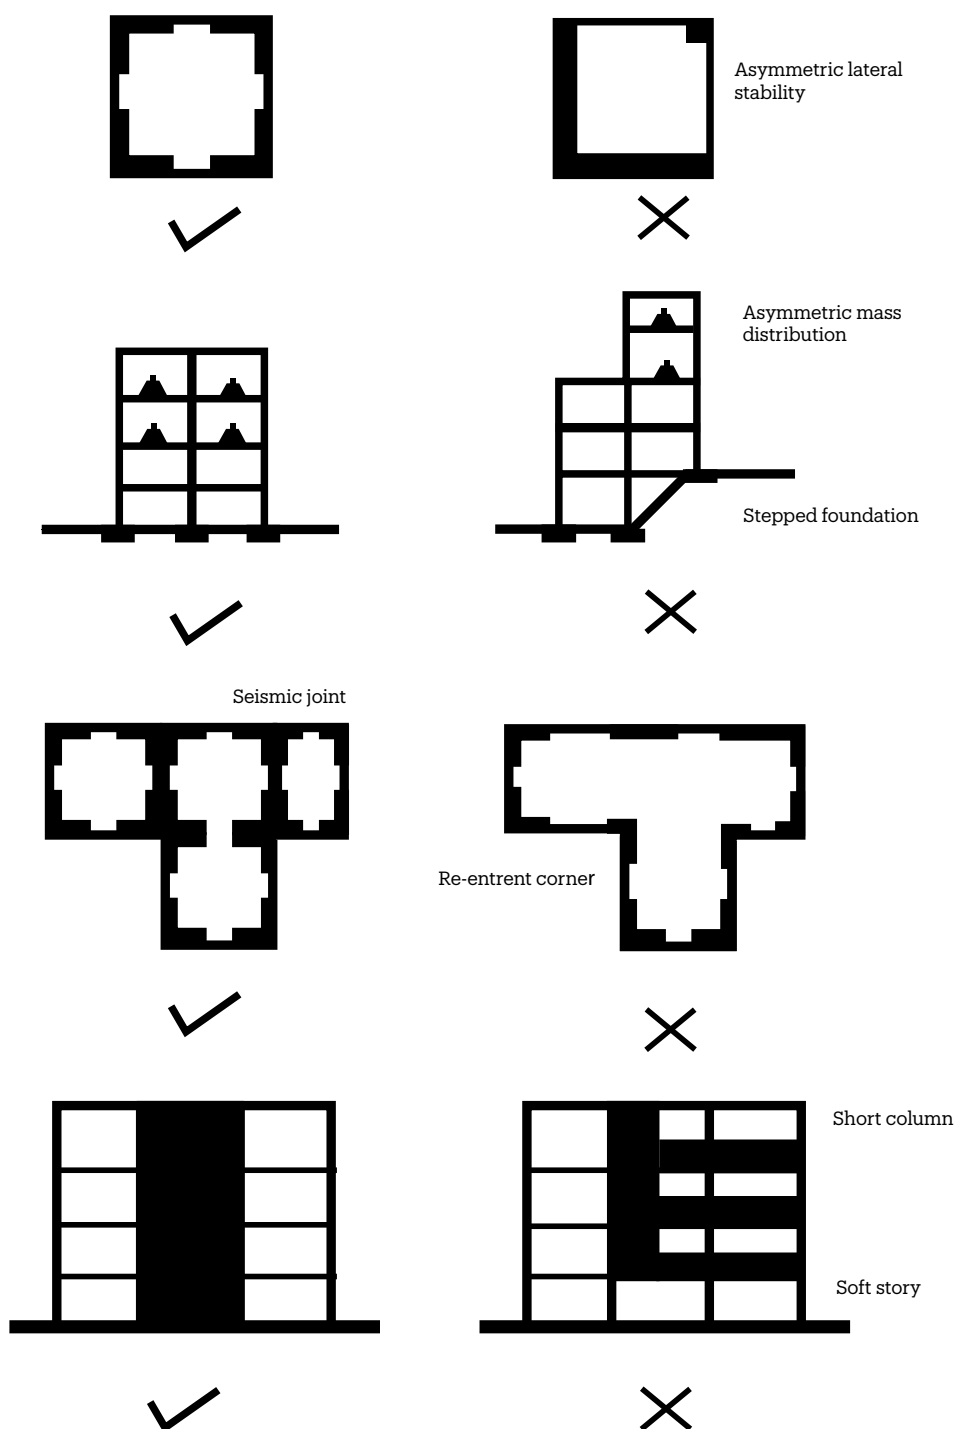 Asymmetric lateral
stability
Asymmetric mass
distribution
Stepped foundation
Seismic joint
Re-entrent corner
Short column
Soft story